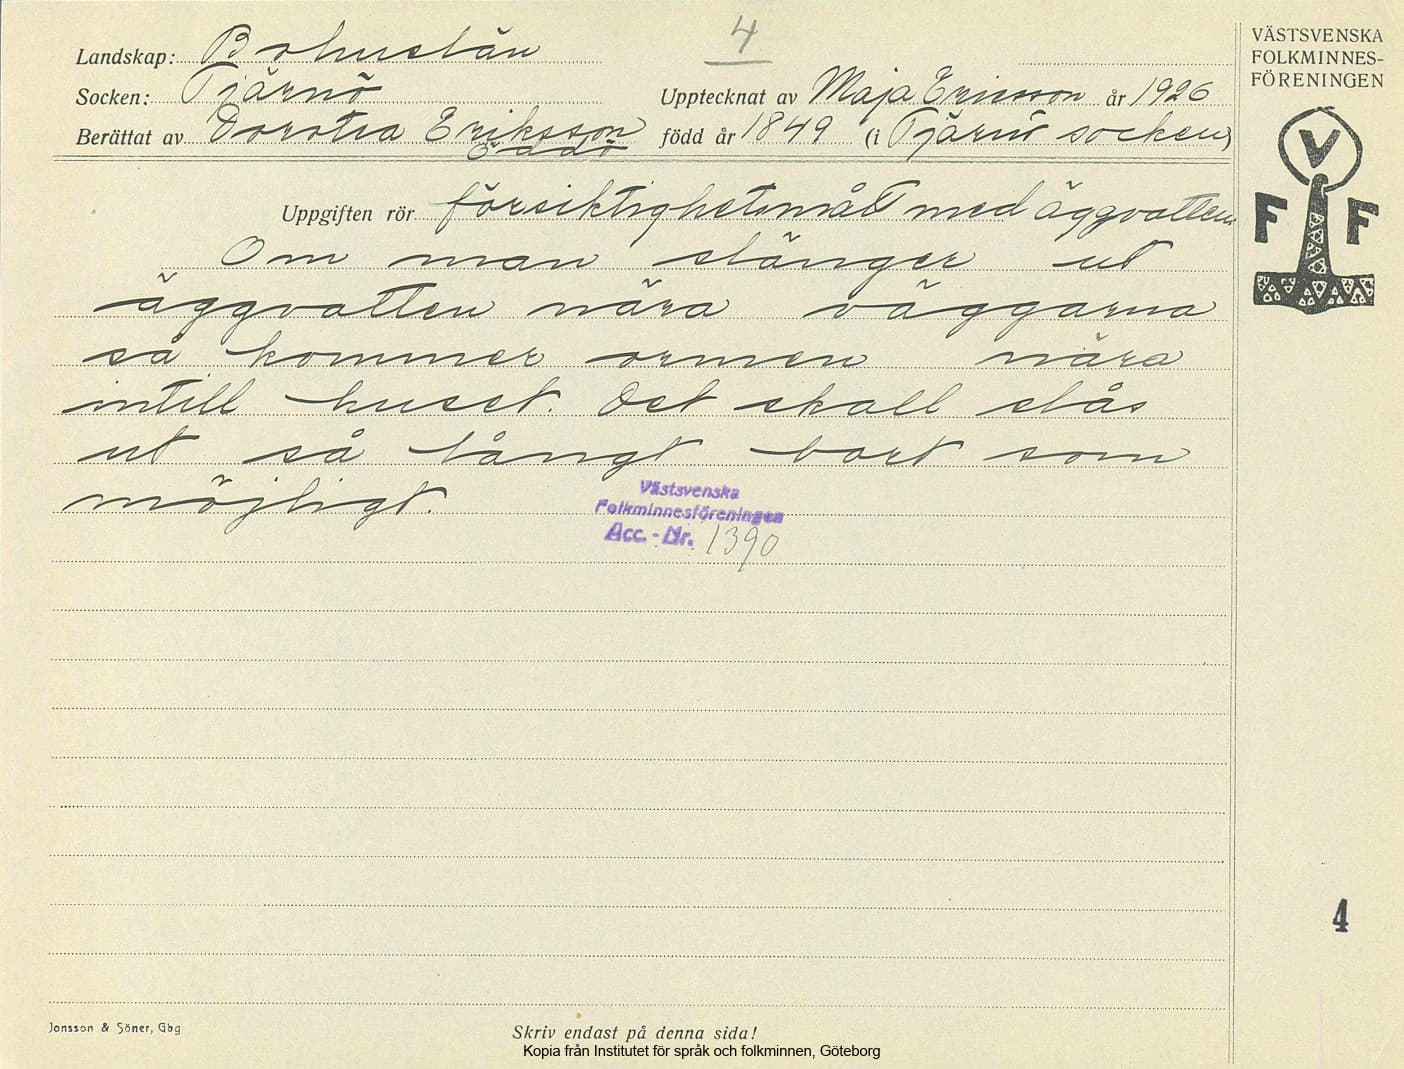 4
Landskap: Bohuslän
Socken: Tjärnö
Upptecknat av Maja Ericsson år 1926
Berättat av Dorotea Eriksson född år 1849 (i Tjärnö socken)
Öddö
VÄSTSVENSKA
FOLKMINNES-
FÖRENINGEN
V
F F
Uppgiften rör försiktighetsmål med äggvatten.
Om man slänger ut
äggvatten nära väggarna
så kommer ormen nära
intill huset. Det skall slås
ut så långt bort som
möjligt.
Västsvenska
Folkminnesföreningen
Acc. - Nr. 1390
4
Jonsson & Söner, Gbg
Skriv endast på denna sida!
Kopia från Institutet för språk och folkminnen, Göteborg